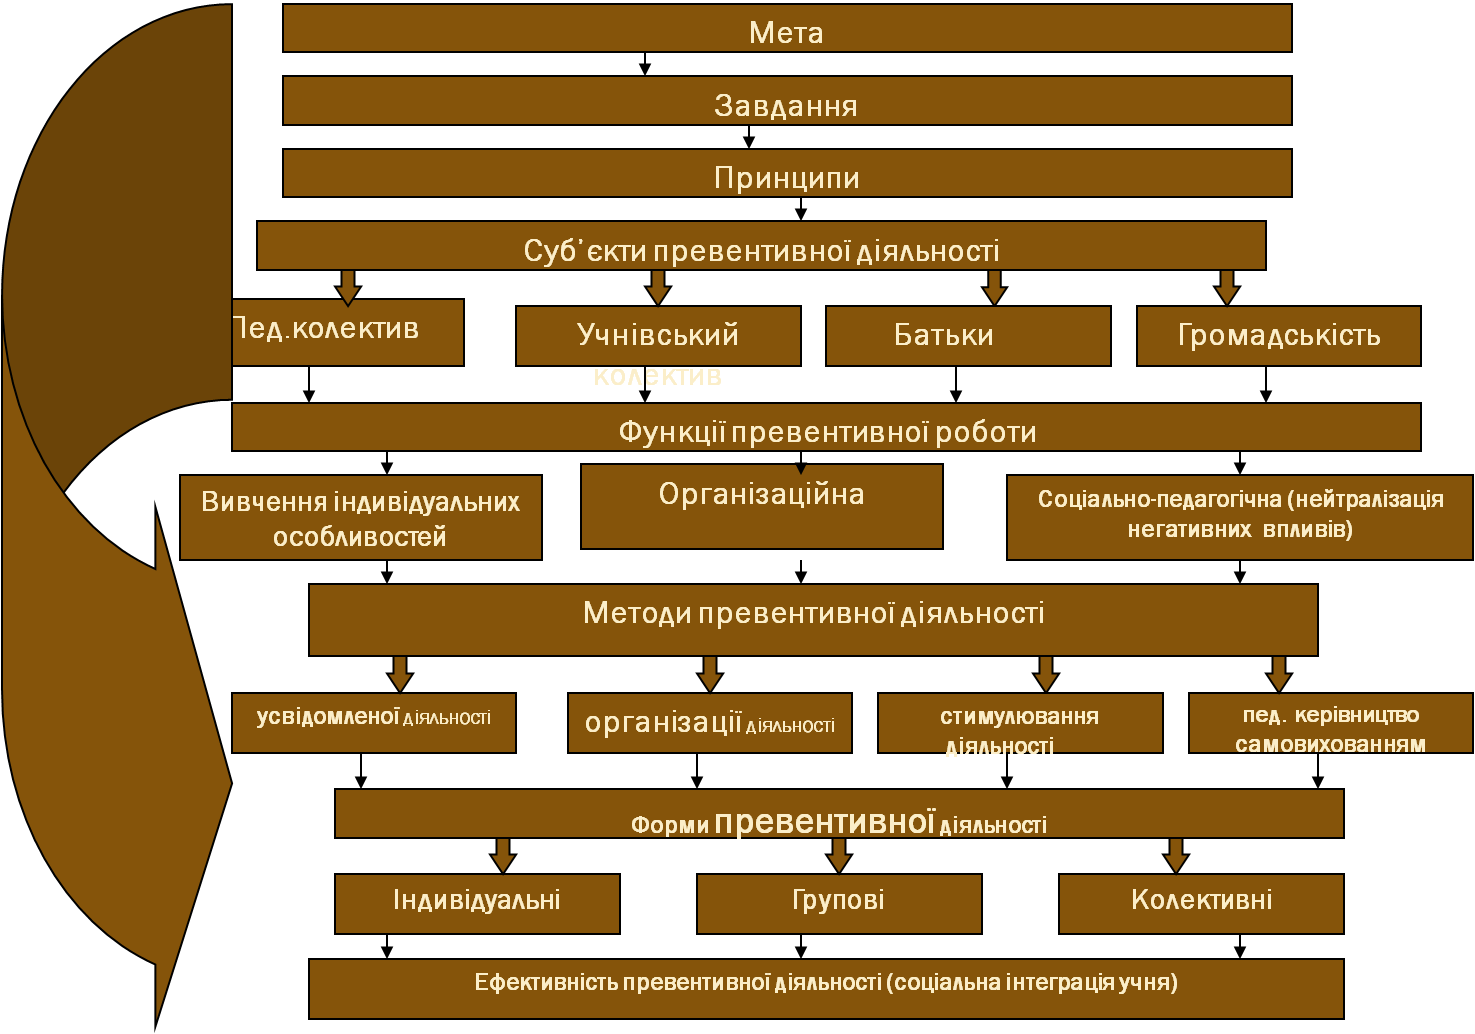 Мета
Завдання
Принципи
Суб’єкти превентивної діяльності
Пед.колектив
Учнівський
колектив
Батьки
Громадськість
Функції превентивної роботи
Вивчення індивідуальних
особливостей
Організаційна
Соціально-педагогічна (нейтралізація
негативних впливів)
Методи превентивної діяльності
усвідомленої діяльності
організації діяльності
стимулювання
діяльності
пед. керівництво
самовихованням
Форми превентивної діяльності
Індивідуальні
Групові
Колективні
Ефективність превентивної діяльності (соціальна інтеграція учня)